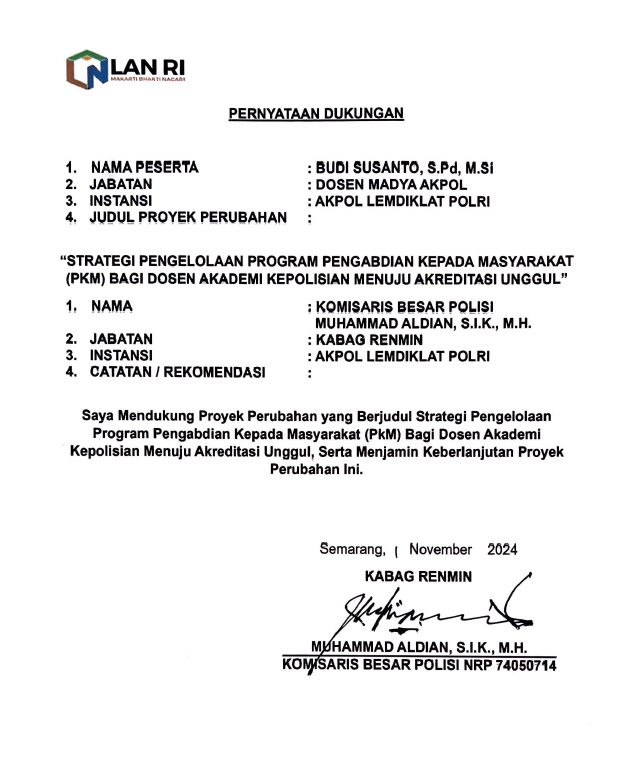 LAN RI
MAKARTI BHAKTI NAGARI
PERNYATAAN DUKUNGAN
1. NAMA PESERTA : BUDI SUSANTO, S.Pd, M.Si
2. JABATAN : DOSEN MADYA AKPOL
3. INSTANSI : AKPOL LEMDIKLAT POLRI
4. JUDUL PROYEK PERUBAHAN :
“STRATEGI PENGELOLAAN PROGRAM PENGABDIAN KEPADA MASYARAKAT
(PKM) BAGI DOSEN AKADEMI KEPOLISIAN MENUJU AKREDITASI UNGGUL”
1. NAMA : KOMISARIS BESAR POLISI
MUHAMMAD ALDIAN, S.I.K., M.H.
2. JABATAN : KABAG RENMIN
3. INSTANSI : AKPOL LEMDIKLAT POLRI
4. CATATAN / REKOMENDASI :
Saya Mendukung Proyek Perubahan yang Berjudul Strategi Pengelolaan
Program Pengabdian Kepada Masyarakat (PkM) Bagi Dosen Akademi
Kepolisian Menuju Akreditasi Unggul, Serta Menjamin Keberlanjutan Proyek
Perubahan Ini.
Semarang, 1 November 2024
KABAG RENMIN
MUHAMMAD ALDIAN, S.I.K., M.H.
KOMISARIS BESAR POLISI NRP 74050714